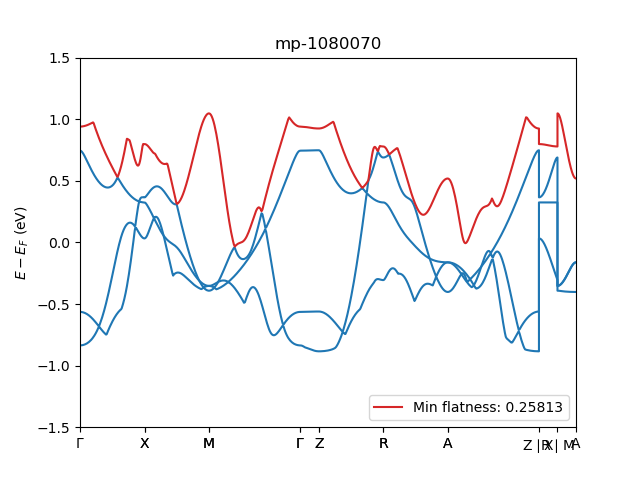 mp-1080070
E − E_F (eV)
1.5
1.0
0.5
0.0
−0.5
−1.0
−1.5
Min flatness: 0.25813
Γ X M Γ Z R A Z | R X | M A